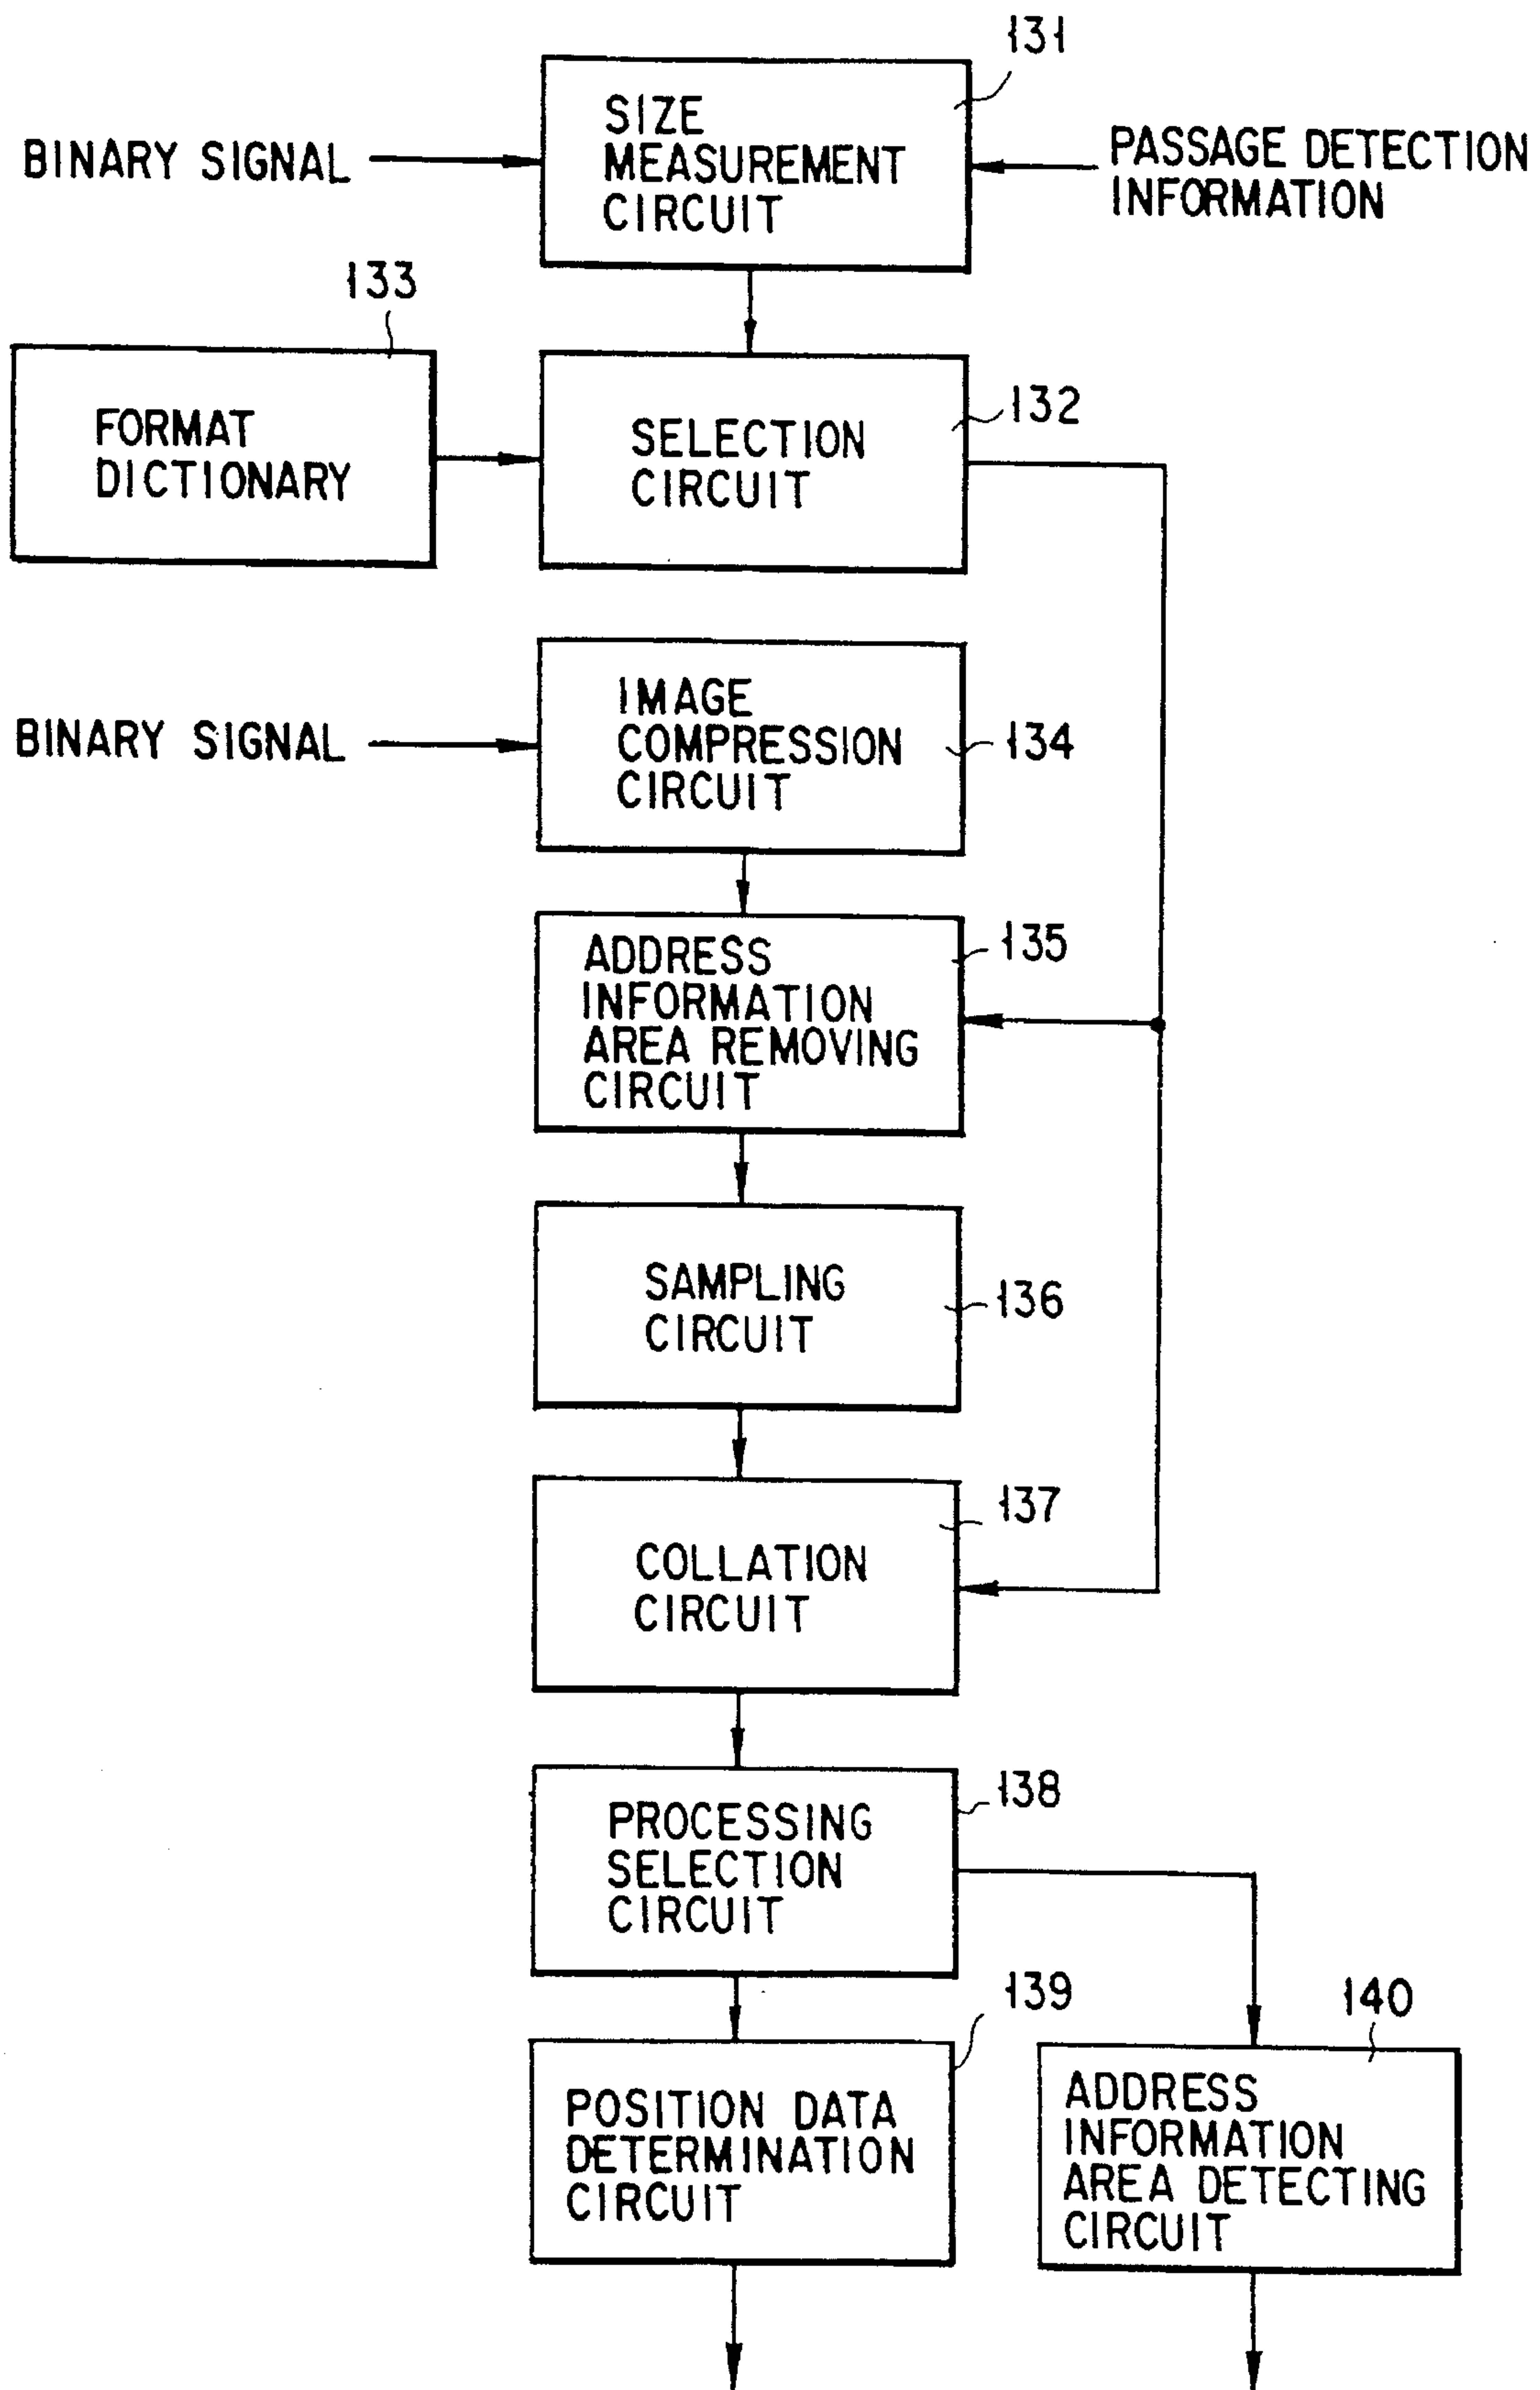 131
SIZE
MEASUREMENT
CIRCUIT
BINARY SIGNAL
PASSAGE DETECTION
INFORMATION
133
FORMAT
DICTIONARY
132
SELECTION
CIRCUIT
IMAGE
COMPRESSION
CIRCUIT
BINARY SIGNAL
134
135
ADDRESS
INFORMATION
AREA REMOVING
CIRCUIT
SAMPLING
CIRCUIT
136
137
COLLATION
CIRCUIT
138
PROCESSING
SELECTION
CIRCUIT
139
POSITION DATA
DETERMINATION
CIRCUIT
140
ADDRESS
INFORMATION
AREA DETECTING
CIRCUIT